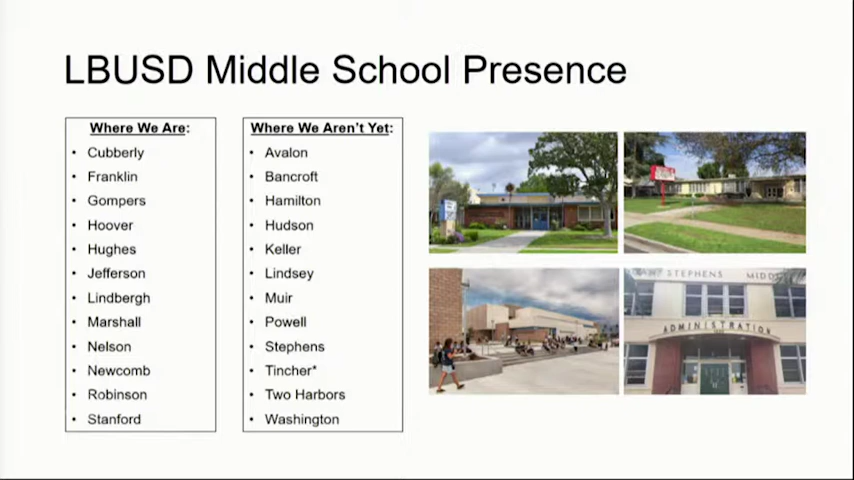 LBUSD Middle School Presence
Where We Are:
• Cubberly
• Franklin
• Gompers
• Hoover
• Hughes
• Jefferson
• Lindbergh
• Marshall
• Nelson
• Newcomb
• Robinson
• Stanford
Where We Aren't Yet:
• Avalon
• Bancroft
• Hamilton
• Hudson
• Keller
• Lindsey
• Muir
• Powell
• Stephens
• Tincher*
• Two Harbors
• Washington
STEPHENS
ADMINISTRATION